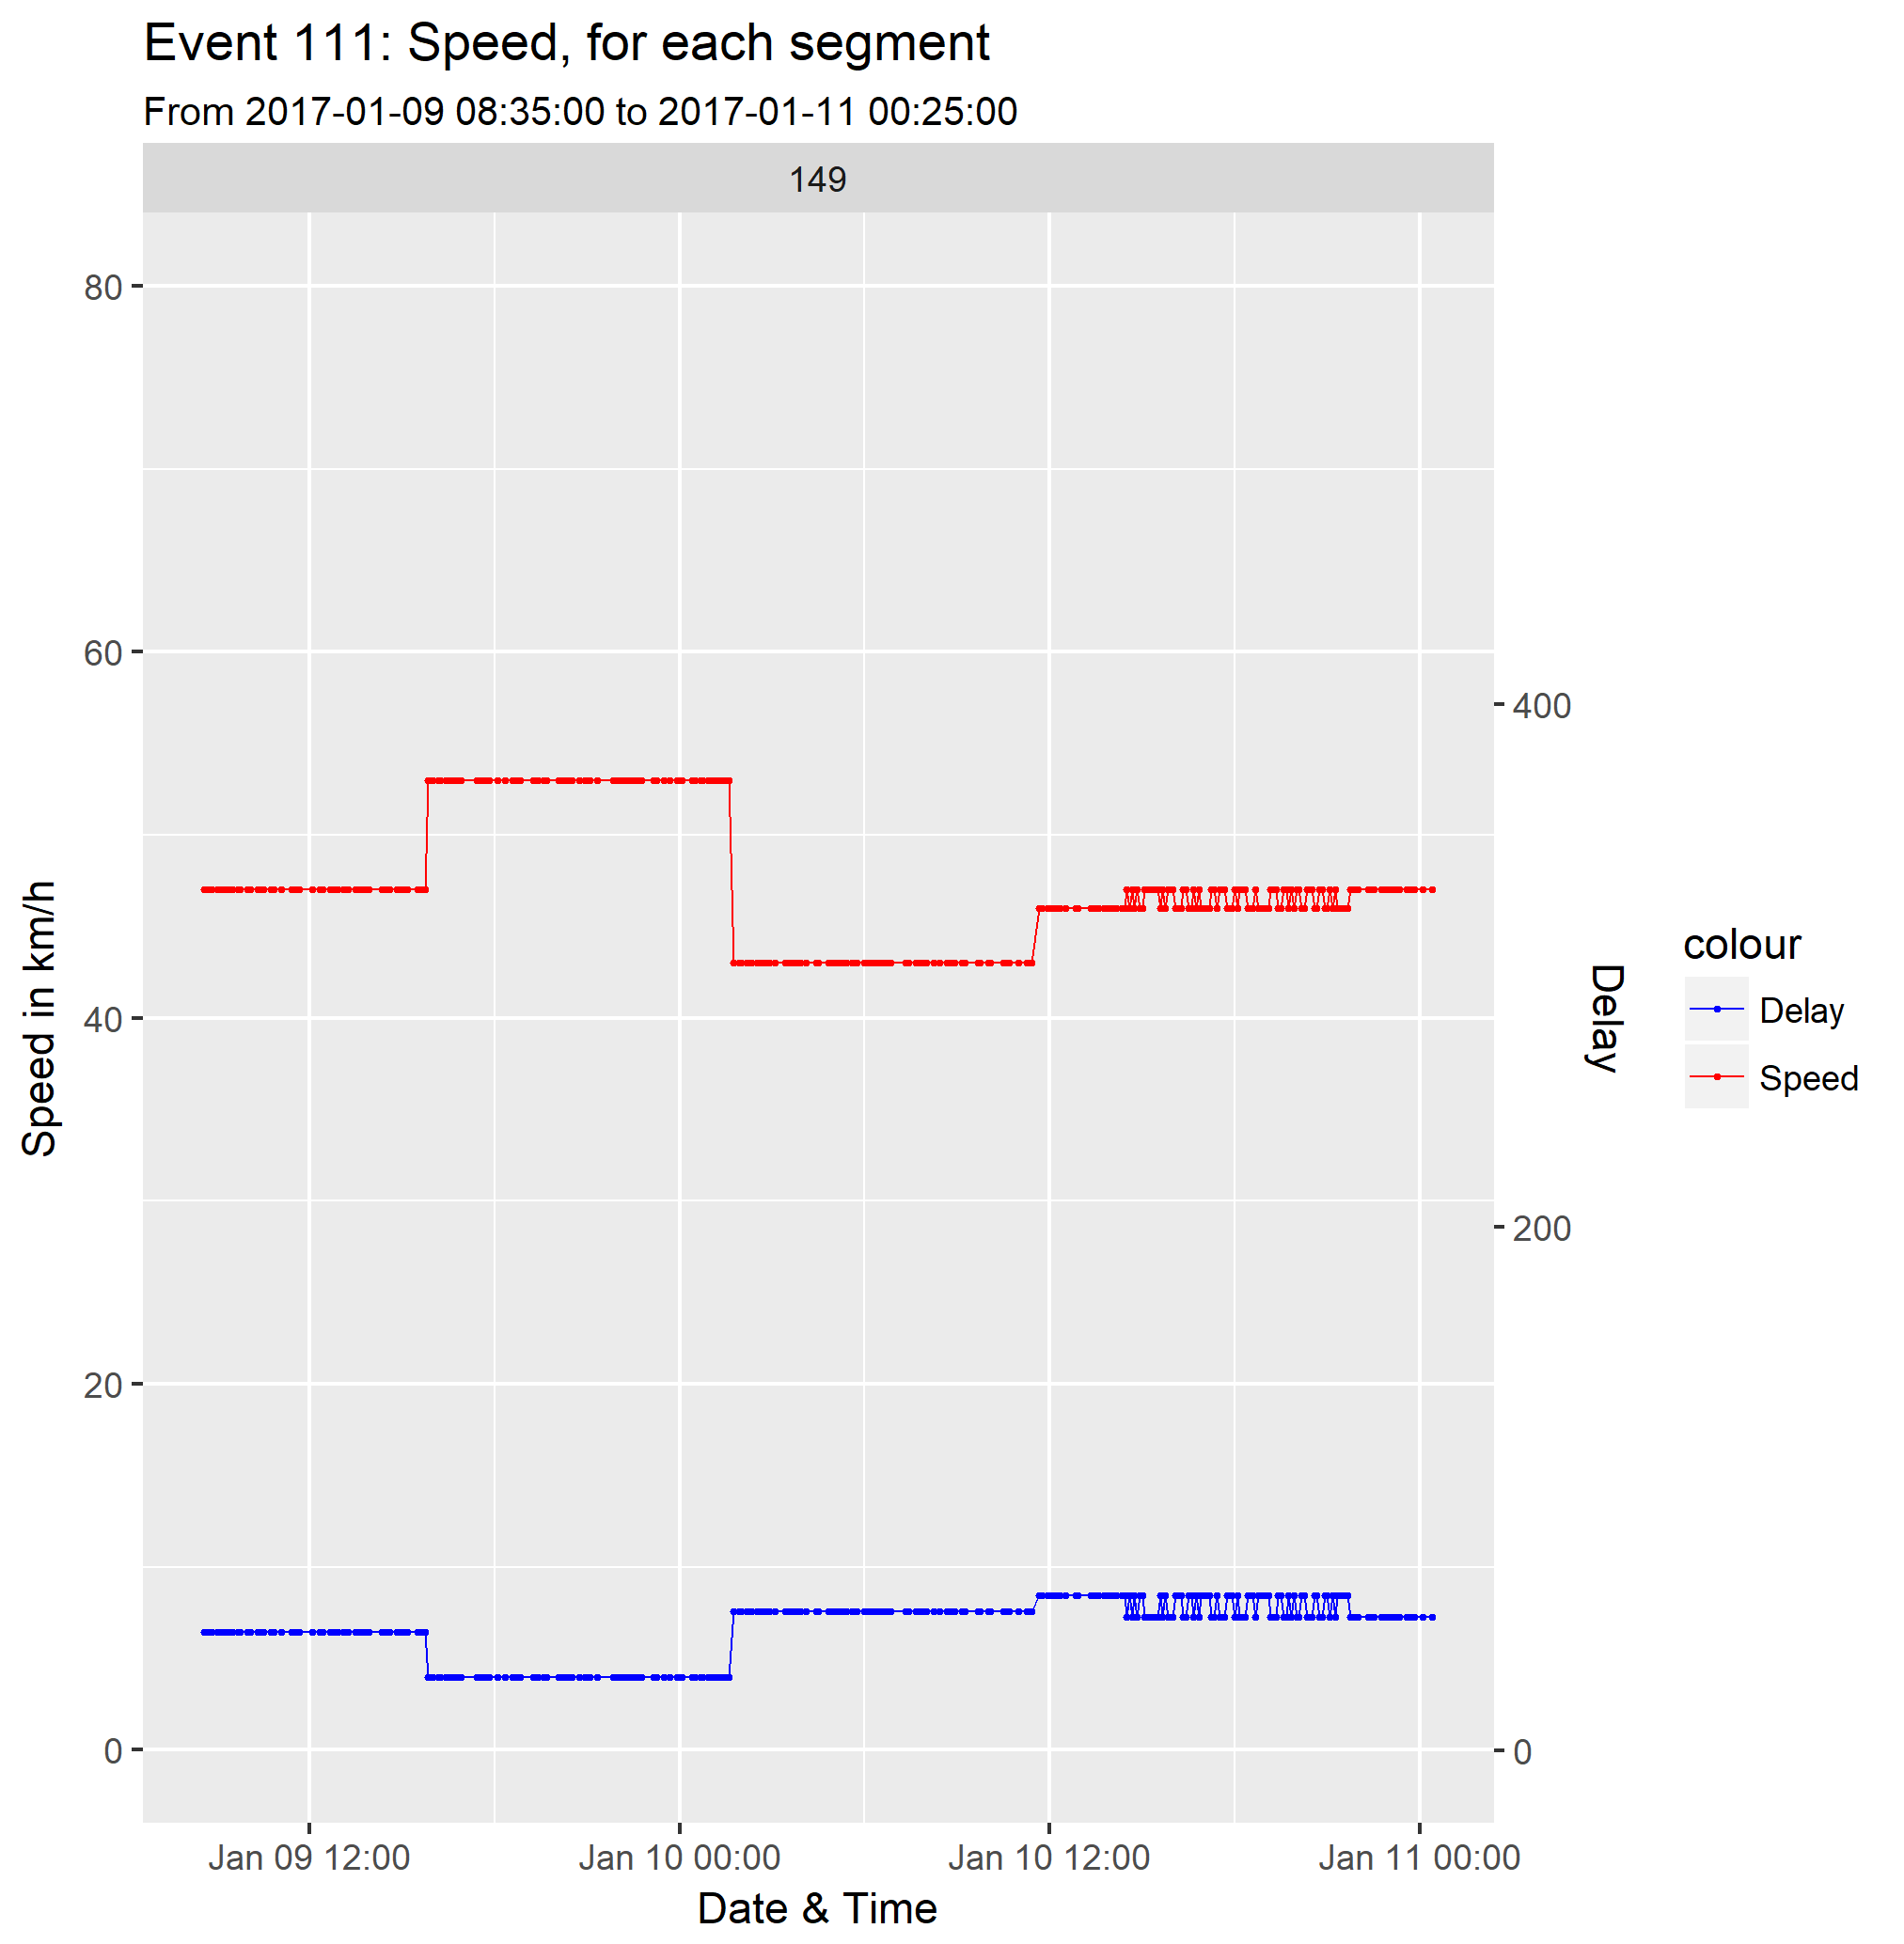 Event 111: Speed, for each segment
From 2017-01-09 08:35:00 to 2017-01-11 00:25:00
149
80
60
40
20
0
Speed in km/h
400
200
0
Delay
Jan 09 12:00
Jan 10 00:00
Jan 10 12:00
Jan 11 00:00
Date & Time
colour
Delay
Speed